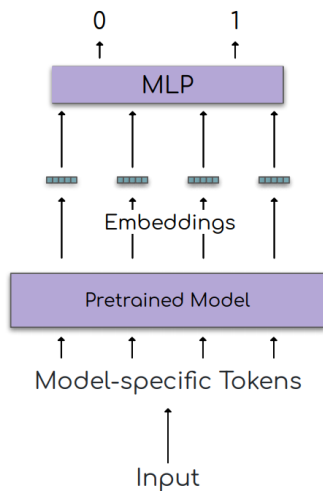 0 1
MLP
Embeddings
Pretrained Model
Model-specific Tokens
Input